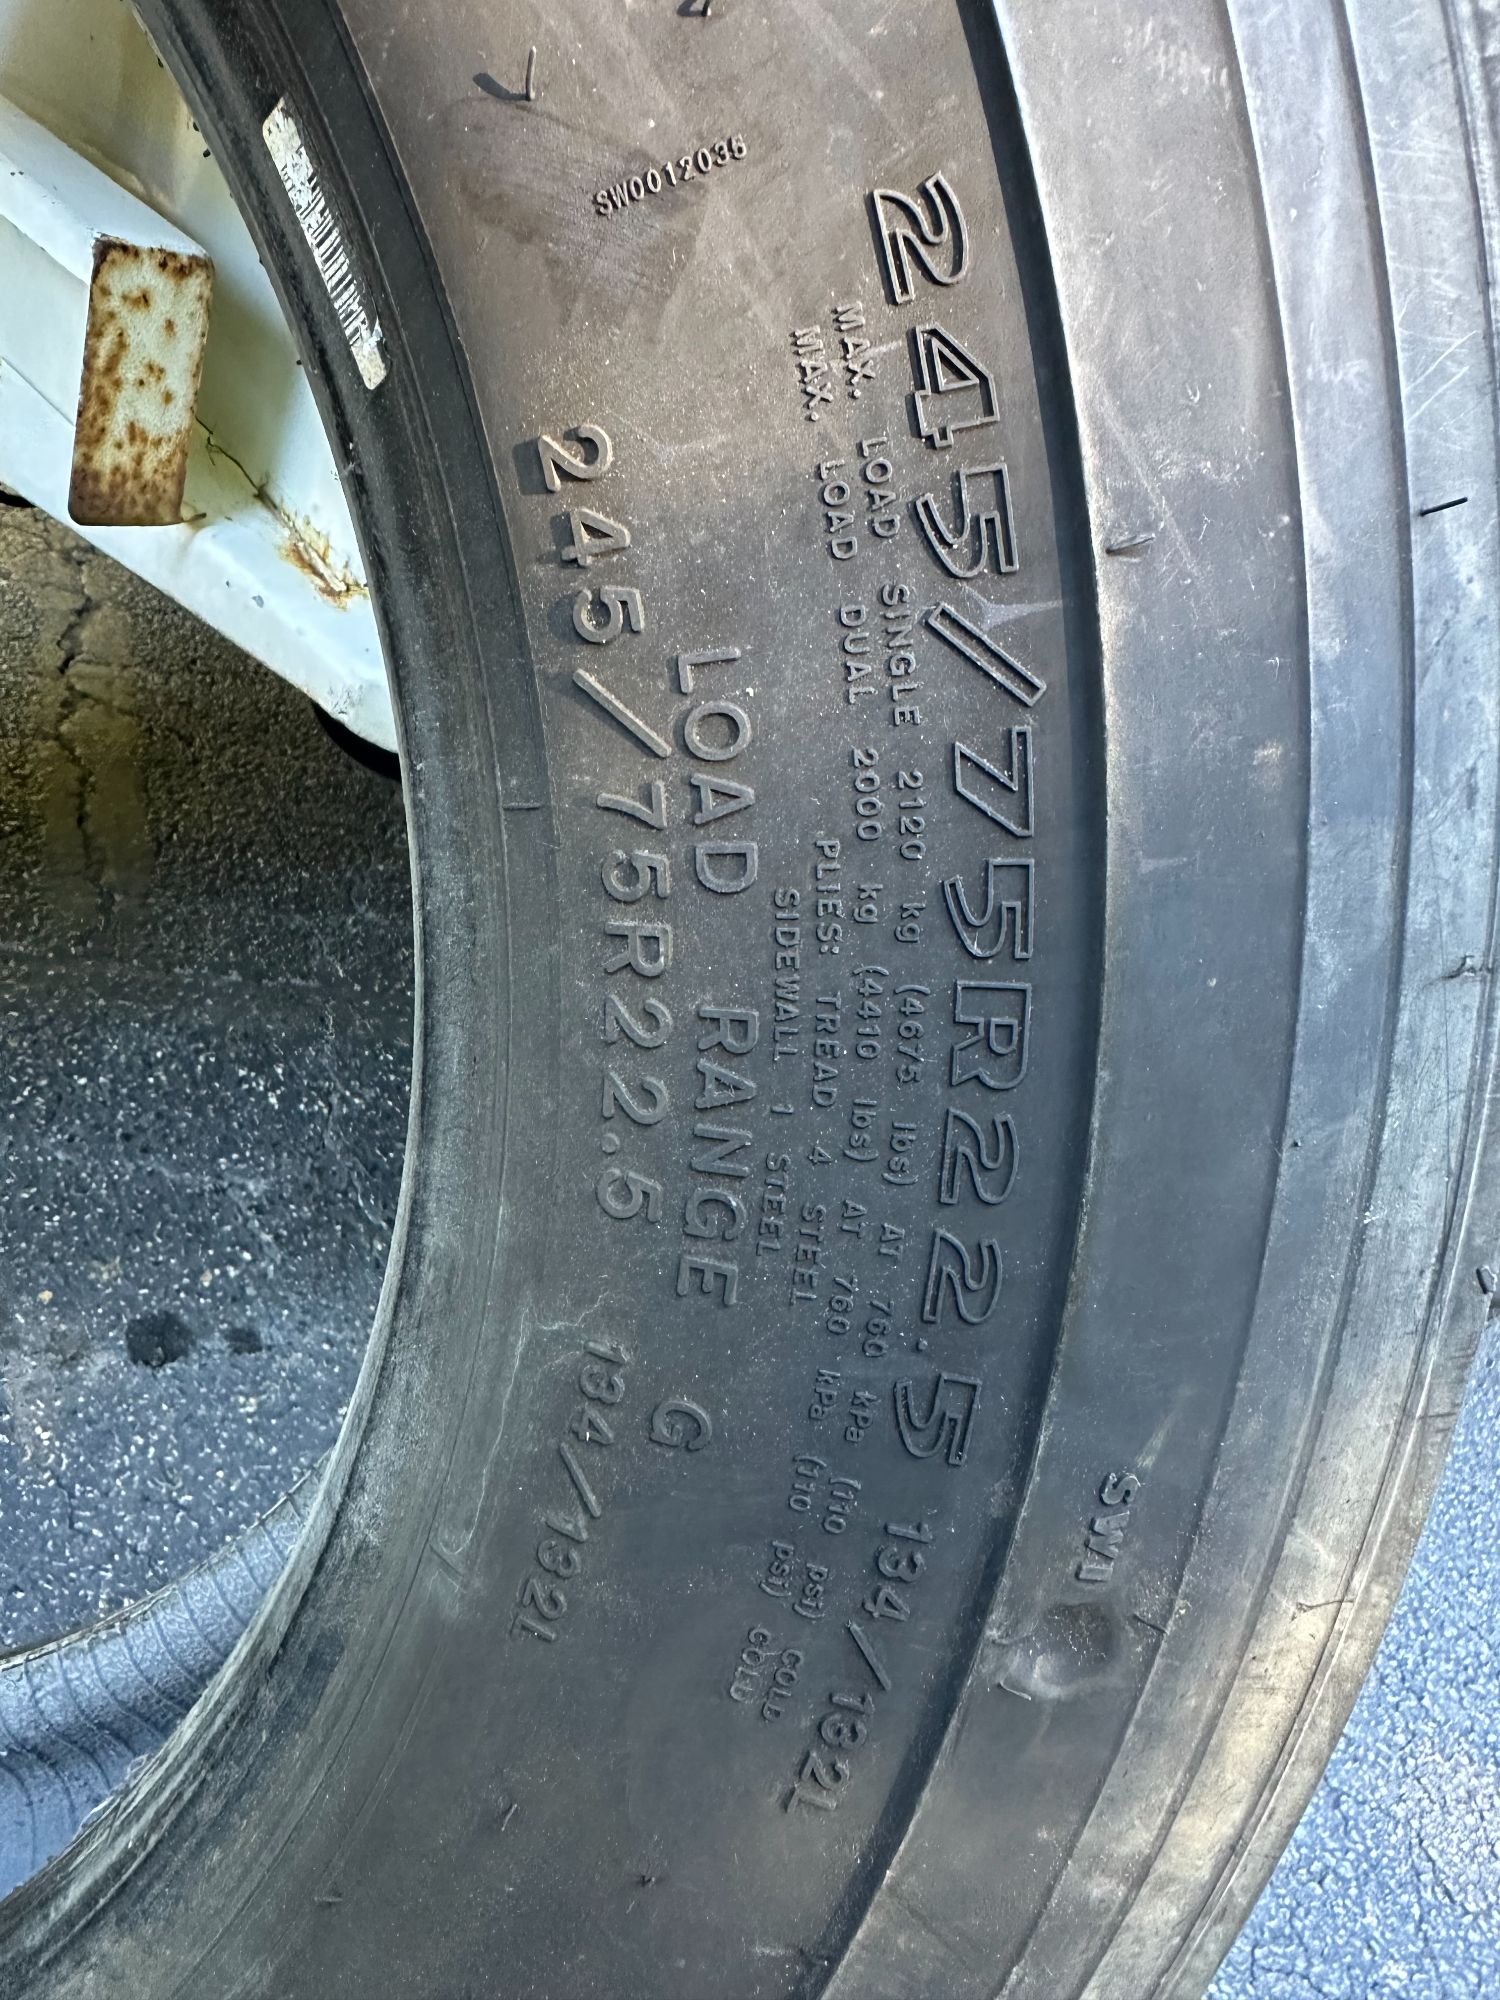 SW0012036
245/75R22.5 134/132L
MAX. LOAD SINGLE 2120 kg (4675 lbs) AT 760 kPa (110 psi) COLD
MAX. LOAD DUAL 2000 kg (4410 lbs) AT 760 kPa (110 psi) COLD
PLIES: TREAD 4 STEEL
SIDEWALL 1 STEEL
LOAD RANGE G
245/75R22.5 134/132L
SWI